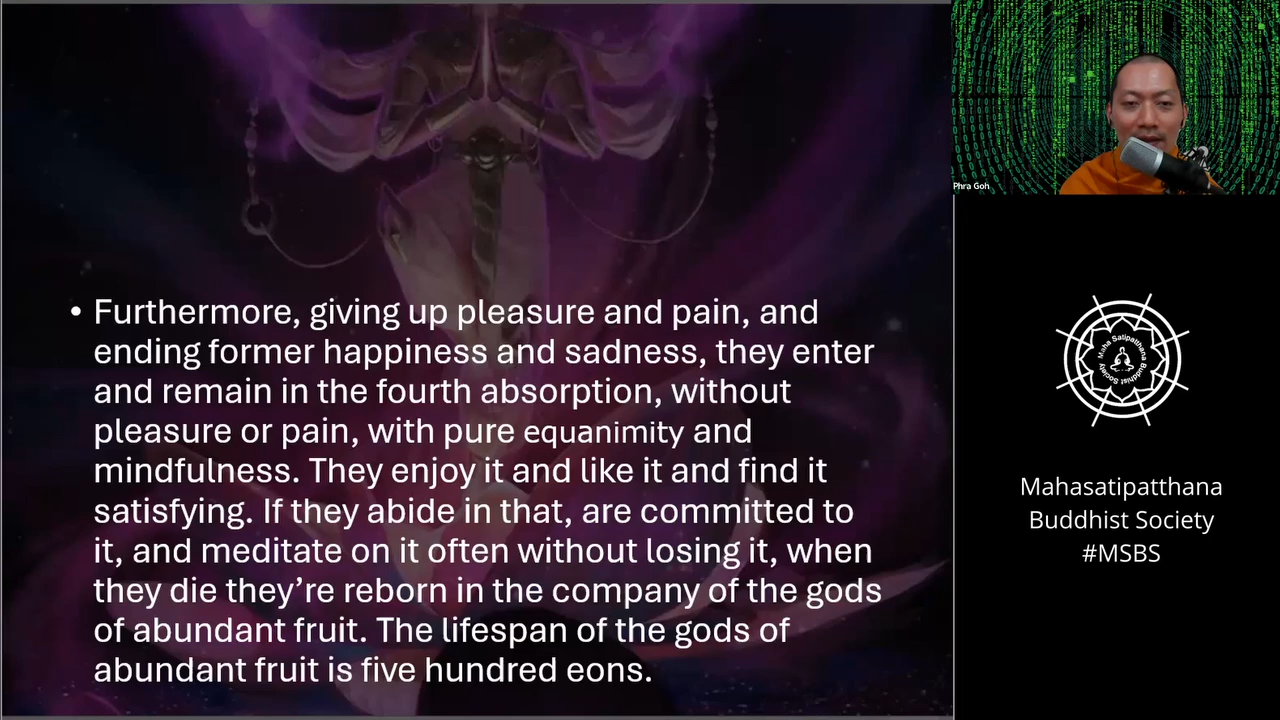 • Furthermore, giving up pleasure and pain, and
ending former happiness and sadness, they enter
and remain in the fourth absorption, without
pleasure or pain, with pure equanimity and
mindfulness. They enjoy it and like it and find it
satisfying. If they abide in that, are committed to
it, and meditate on it often without losing it, when
they die they’re reborn in the company of the gods
of abundant fruit. The lifespan of the gods of
abundant fruit is five hundred eons.
Phra Goh
Maha Satipatthana
Buddhist Society
Mahasatipatthana
Buddhist Society
#MSBS